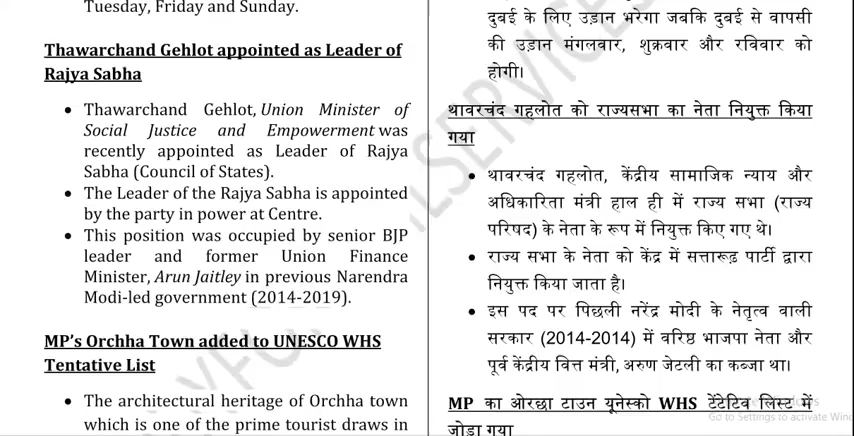 Tuesday, Friday and Sunday.
Thawarchand Gehlot appointed as Leader of
Rajya Sabha
• Thawarchand Gehlot, Union Minister of
Social Justice and Empowerment was
recently appointed as Leader of Rajya
Sabha (Council of States).
• The Leader of the Rajya Sabha is appointed
by the party in power at Centre.
• This position was occupied by senior BJP
leader and former Union Finance
Minister, Arun Jaitley in previous Narendra
Modi-led government (2014-2019).
MP's Orchha Town added to UNESCO WHS
Tentative List
• The architectural heritage of Orchha town
which is one of the prime tourist draws in
दुबई के लिए उड़ान भरेगा जबकि दुबई से वापसी
की उड़ान मंगलवार, शुक्रवार और रविवार को
होगी।
थावरचंद गहलोत को राज्यसभा का नेता नियुक्त किया
गया
• थावरचंद गहलोत, केंद्रीय सामाजिक न्याय और
अधिकारिता मंत्री हाल ही में राज्य सभा (राज्य
परिषद) के नेता के रूप में नियुक्त किए गए थे।
• राज्य सभा के नेता को केंद्र में सत्तारूढ़ पार्टी द्वारा
नियुक्त किया जाता है।
• इस पद पर पिछली नरेंद्र मोदी के नेतृत्व वाली
सरकार (2014-2014) में वरिष्ठ भाजपा नेता और
पूर्व केंद्रीय वित्त मंत्री, अरुण जेटली का कब्जा था।
MP का ओरछा टाउन यूनेस्को WHS टेंटेटिव लिस्ट में
जोड़ा गया
Go to Settings to activate Win